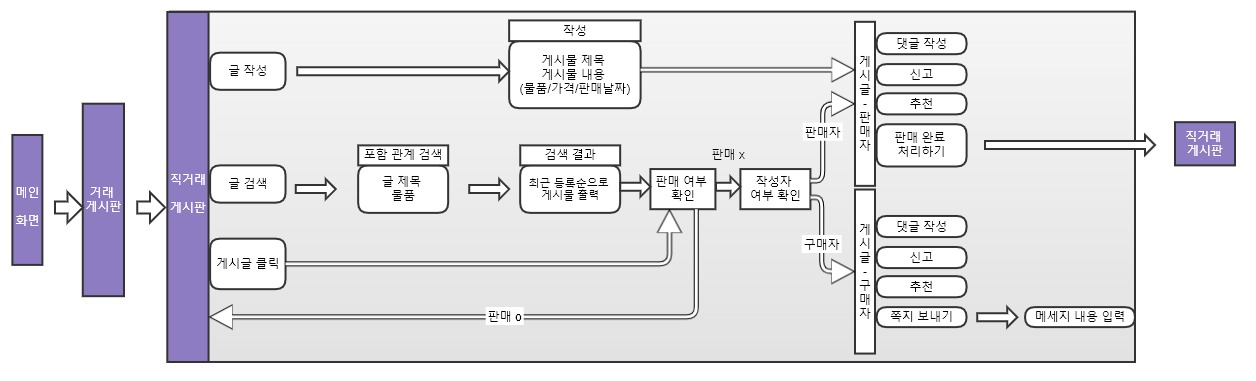 메인
화면
거래
게시판
직거래
게시판
글 작성
작성
게시물 제목
게시물 내용
(물품/가격/판매날짜)
글 검색
포함 관계 검색
글 제목
물품
검색 결과
최근 등록순으로
게시물 출력
판매 여부
확인
판매 x
작성자
여부 확인
판매자
구매자
게시글 클릭
판매 o
게시글-판매자
댓글 작성
신고
추천
판매 완료
처리하기
게시글-구매자
댓글 작성
신고
추천
쪽지 보내기
메세지 내용 입력
직거래
게시판